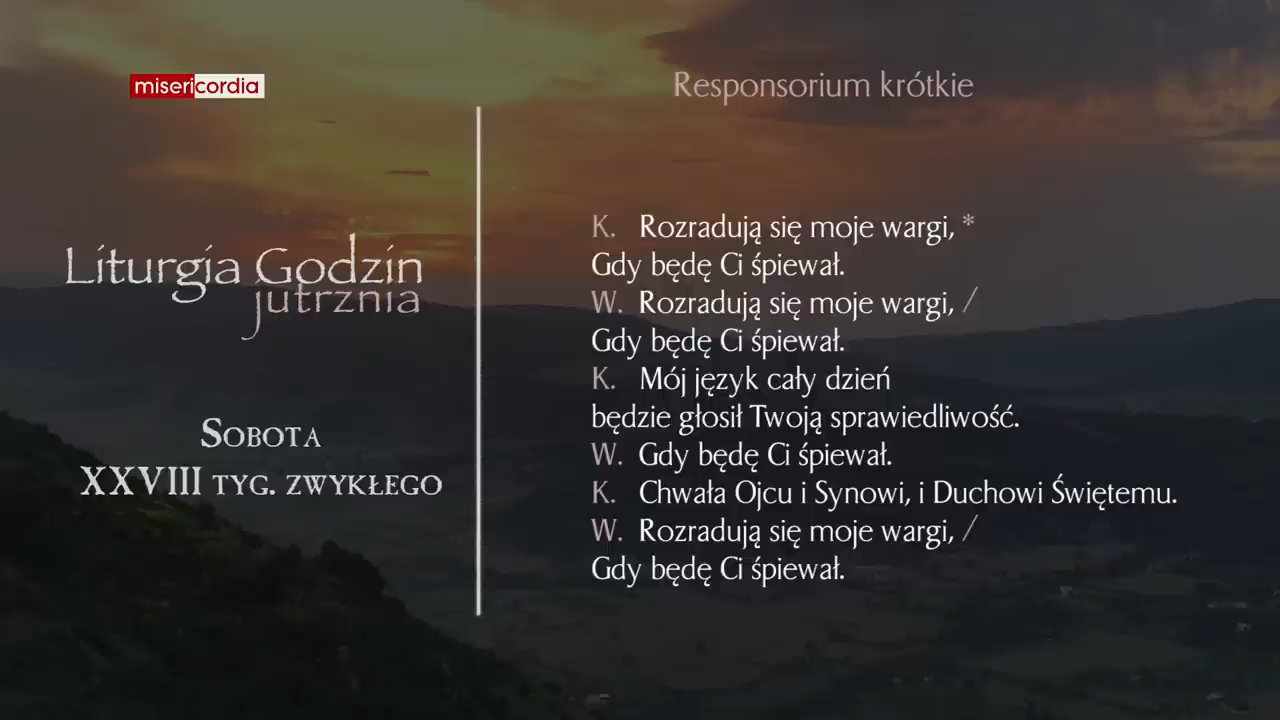 misericordia
Liturgia Godzin
jutrznia
Sobota
XXVIII tyg. zwykłego
Responsorium krótkie
K. Rozradują się moje wargi, *
Gdy będę Ci śpiewał.
W. Rozradują się moje wargi, /
Gdy będę Ci śpiewał.
K. Mój język cały dzień
będzie głosił Twoją sprawiedliwość.
W. Gdy będę Ci śpiewał.
K. Chwała Ojcu i Synowi, i Duchowi Świętemu.
W. Rozradują się moje wargi, /
Gdy będę Ci śpiewał.